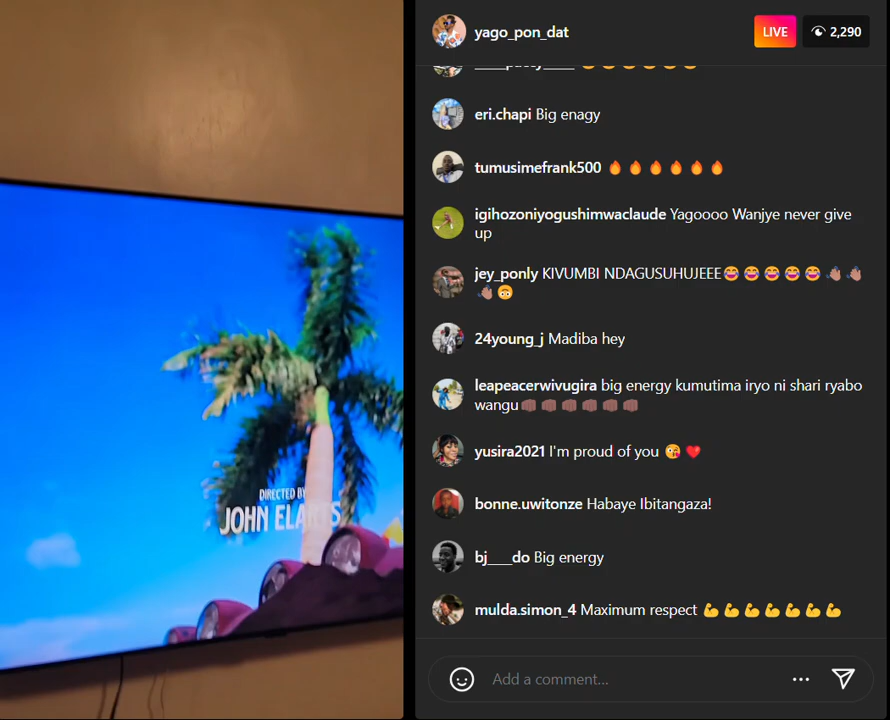 yago_pon_dat
LIVE
2,290
eri.chapi Big enagy
tumusimefrank500 🔥 🔥 🔥 🔥 🔥 🔥
igihozoniyogushimwaclaude Yagoooo Wanjye never give
up
jey_ponly KIVUMBI NDAGUSUHUJEEE😂 😂 😂 😂 😂
24young_j Madiba hey
leapeacerwivugira big energy kumutima iryo ni shari ryabo
wangu👊🏽 👊🏽 👊🏽 👊🏽 👊🏽 👊🏽
yusira2021 I'm proud of you 😘 ❤️
bonne.uwitonze Habaye Ibitangaza!
bj___do Big energy
mulda.simon_4 Maximum respect 💪 💪 💪 💪 💪 💪 💪
Add a comment...
DIRECTED BY
JOHN